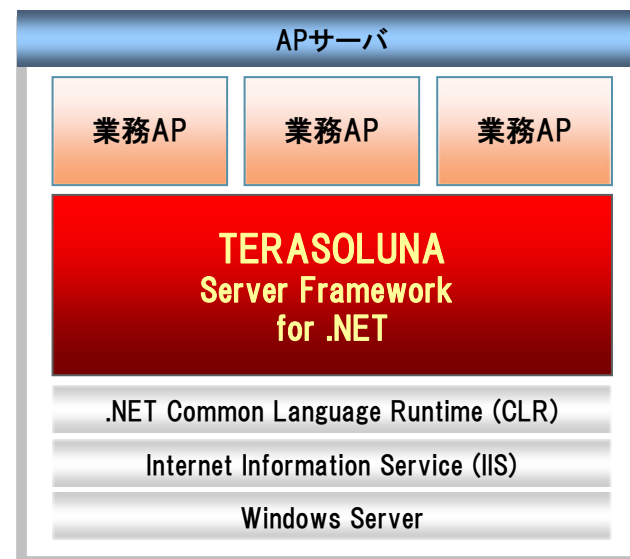 APサーバ
業務AP 業務AP 業務AP
TERASOLUNA
Server Framework
for .NET
.NET Common Language Runtime (CLR)
Internet Information Service (IIS)
Windows Server